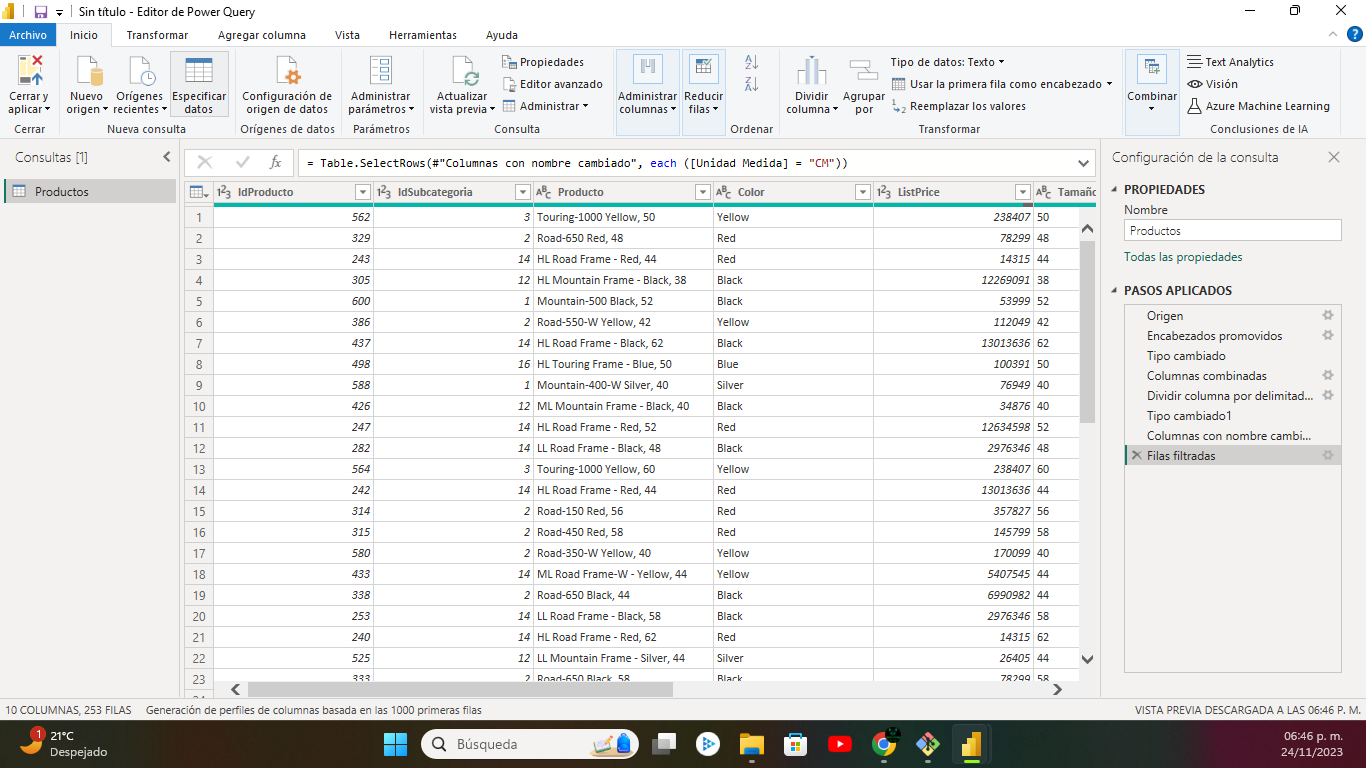 Sin título - Editor de Power Query
Archivo Inicio Transformar Agregar columna Vista Herramientas Ayuda
Cerrar y aplicar
Cerrar
Nuevo origen
Orígenes recientes
Especificar datos
Nueva consulta
Configuración de origen de datos
Orígenes de datos
Administrar parámetros
Parámetros
Actualizar vista previa
Propiedades
Editor avanzado
Administrar
Consulta
Administrar columnas
Reducir filas
Ordenar
Dividir columna
Agrupar por
Tipo de datos: Texto
Usar la primera fila como encabezado
Reemplazar los valores
Transformar
Combinar
Text Analytics
Visión
Azure Machine Learning
Conclusiones de IA
Consultas [1]
Productos
= Table.SelectRows(#"Columnas con nombre cambiado", each ([Unidad Medida] = "CM"))
IdProducto IdSubcategoria Producto Color ListPrice Tamaño
1 562 3 Touring-1000 Yellow, 50 Yellow 238407 50
2 329 2 Road-650 Red, 48 Red 78299 48
3 243 14 HL Road Frame - Red, 44 Red 14315 44
4 305 12 HL Mountain Frame - Black, 38 Black 12269091 38
5 600 1 Mountain-500 Black, 52 Black 53999 52
6 386 2 Road-550-W Yellow, 42 Yellow 112049 42
7 437 14 HL Road Frame - Black, 62 Black 13013636 62
8 498 16 HL Touring Frame - Blue, 50 Blue 100391 50
9 588 1 Mountain-400-W Silver, 40 Silver 76949 40
10 426 12 ML Mountain Frame - Black, 40 Black 34876 40
11 247 14 HL Road Frame - Red, 52 Red 12634598 52
12 282 14 LL Road Frame - Black, 48 Black 2976346 48
13 564 3 Touring-1000 Yellow, 60 Yellow 238407 60
14 242 14 HL Road Frame - Red, 44 Red 13013636 44
15 314 2 Road-150 Red, 56 Red 357827 56
16 315 2 Road-450 Red, 58 Red 145799 58
17 580 2 Road-350-W Yellow, 40 Yellow 170099 40
18 433 14 ML Road Frame-W - Yellow, 44 Yellow 5407545 44
19 338 2 Road-650 Black, 44 Black 6990982 44
20 253 14 LL Road Frame - Black, 58 Black 2976346 58
21 240 14 HL Road Frame - Red, 62 Red 14315 62
22 525 12 LL Mountain Frame - Silver, 44 Silver 26405 44
23 333 2 Road-650 Black, 58 Black 78299 58
Configuración de la consulta
PROPIEDADES
Nombre
Productos
Todas las propiedades
PASOS APLICADOS
Origen
Encabezados promovidos
Tipo cambiado
Columnas combinadas
Dividir columna por delimitad...
Tipo cambiado1
Columnas con nombre cambi...
Filas filtradas
10 COLUMNAS, 253 FILAS Generación de perfiles de columnas basada en las 1000 primeras filas VISTA PREVIA DESCARGADA A LAS 06:46 P. M.
1
21°C
Despejado
Búsqueda
06:46 p. m.
24/11/2023